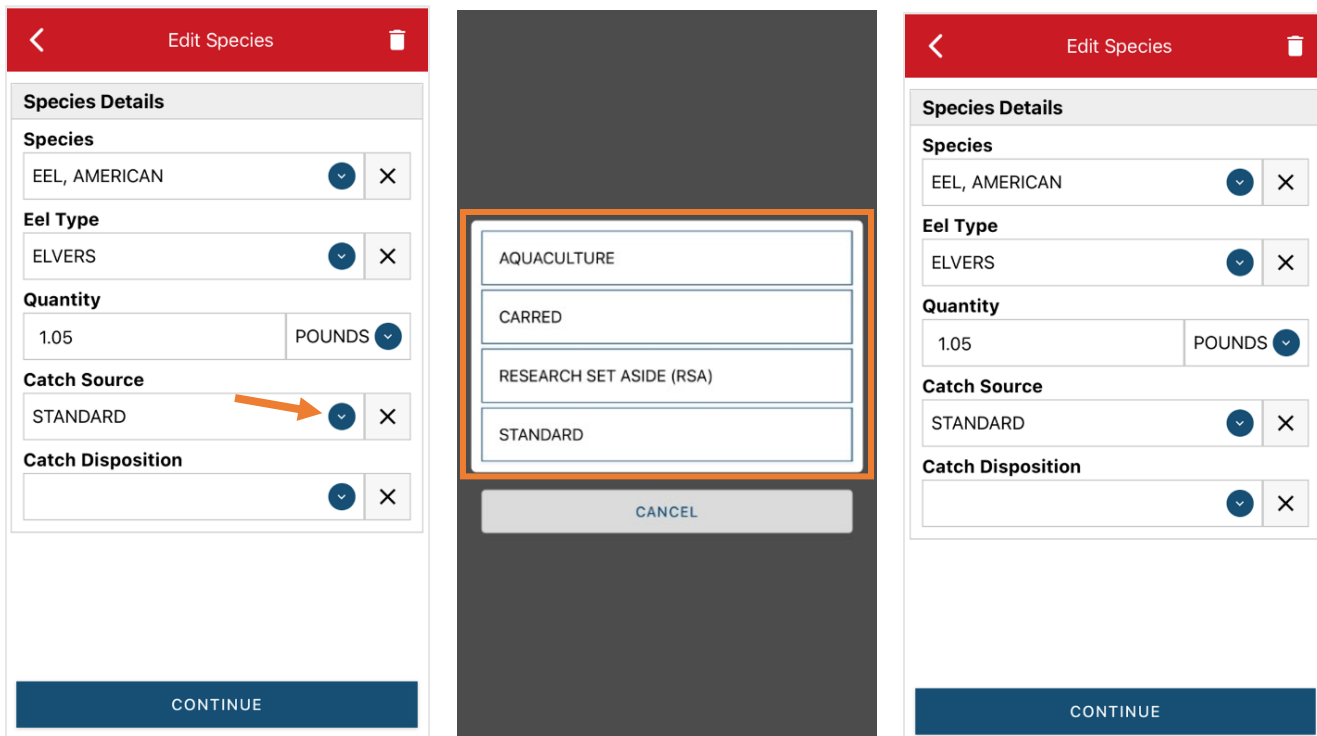 Edit Species
Species Details
Species
EEL, AMERICAN
Eel Type
ELVERS
Quantity
1.05 POUNDS
Catch Source
STANDARD
Catch Disposition
CONTINUE
AQUACULTURE
CARRED
RESEARCH SET ASIDE (RSA)
STANDARD
CANCEL
Edit Species
Species Details
Species
EEL, AMERICAN
Eel Type
ELVERS
Quantity
1.05 POUNDS
Catch Source
STANDARD
Catch Disposition
CONTINUE